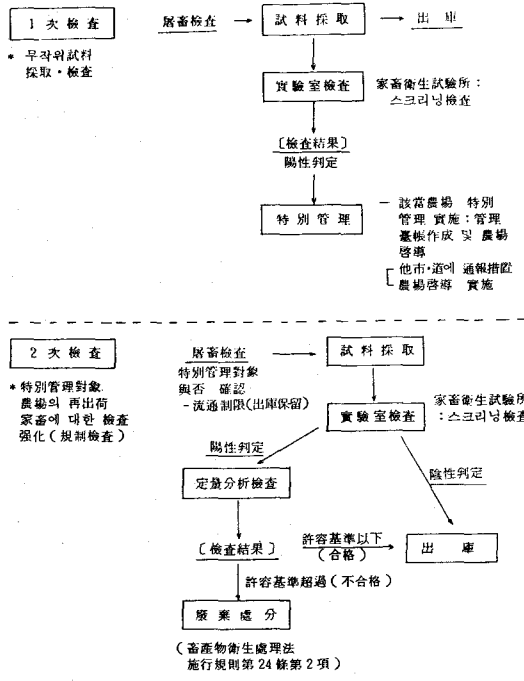 1次檢査
屠畜檢査
試料採取
出庫
* 무작위試料
採取・檢査
實驗室檢査
家畜衛生試驗所:
스크리닝檢査
〔檢査結果〕
陽性判定
特別管理
— 該當農場 特別
管理 實施:管理
臺帳作成 및 農場
啓導
他市·道에 通報措置
農場啓導 實施
2次檢査
屠畜檢査
試料採取
* 特別管理對象
農場의 再出荷
家畜에 대한 檢査
强化(規制檢査)
特別管理對象
與否 確認
-流通制限(出庫保留)
實驗室檢査
家畜衛生試驗所
:스크리닝檢査
陽性判定
陰性判定
定量分析檢査
〔檢査結果〕
許容基準以下
(合格)
出庫
許容基準超過(不合格)
廢棄處分
(畜產物衛生處理法
施行規則第24條第2項)